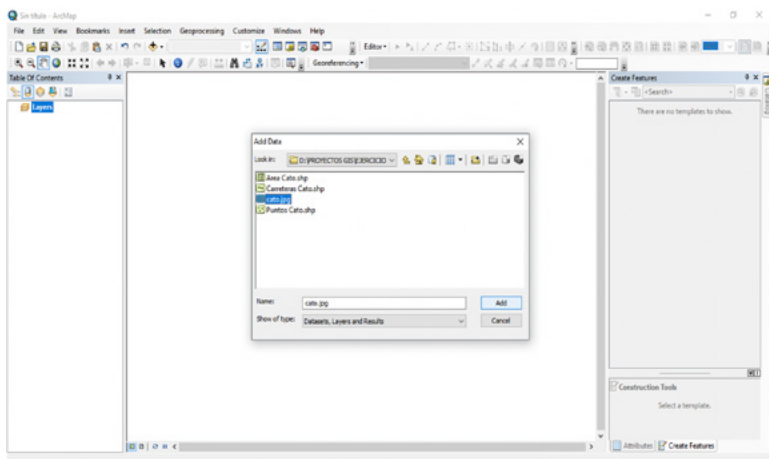 Sin título - ArcMap
File Edit View Bookmarks Insert Selection Geoprocessing Customize Windows Help
Editor
Georeferencing
Table Of Contents
Layers
Create Features
<Search>
There are no templates to show.
Add Data
Look in: D:\PROYECTOS GIS\EJERCICIO
Area Cato.shp
Carreteras Cato.shp
cato.jpg
Puntos Cato.shp
Name: cato.jpg Add
Show of type: Datasets, Layers and Results Cancel
Construction Tools
Select a template.
Attributes Create Features